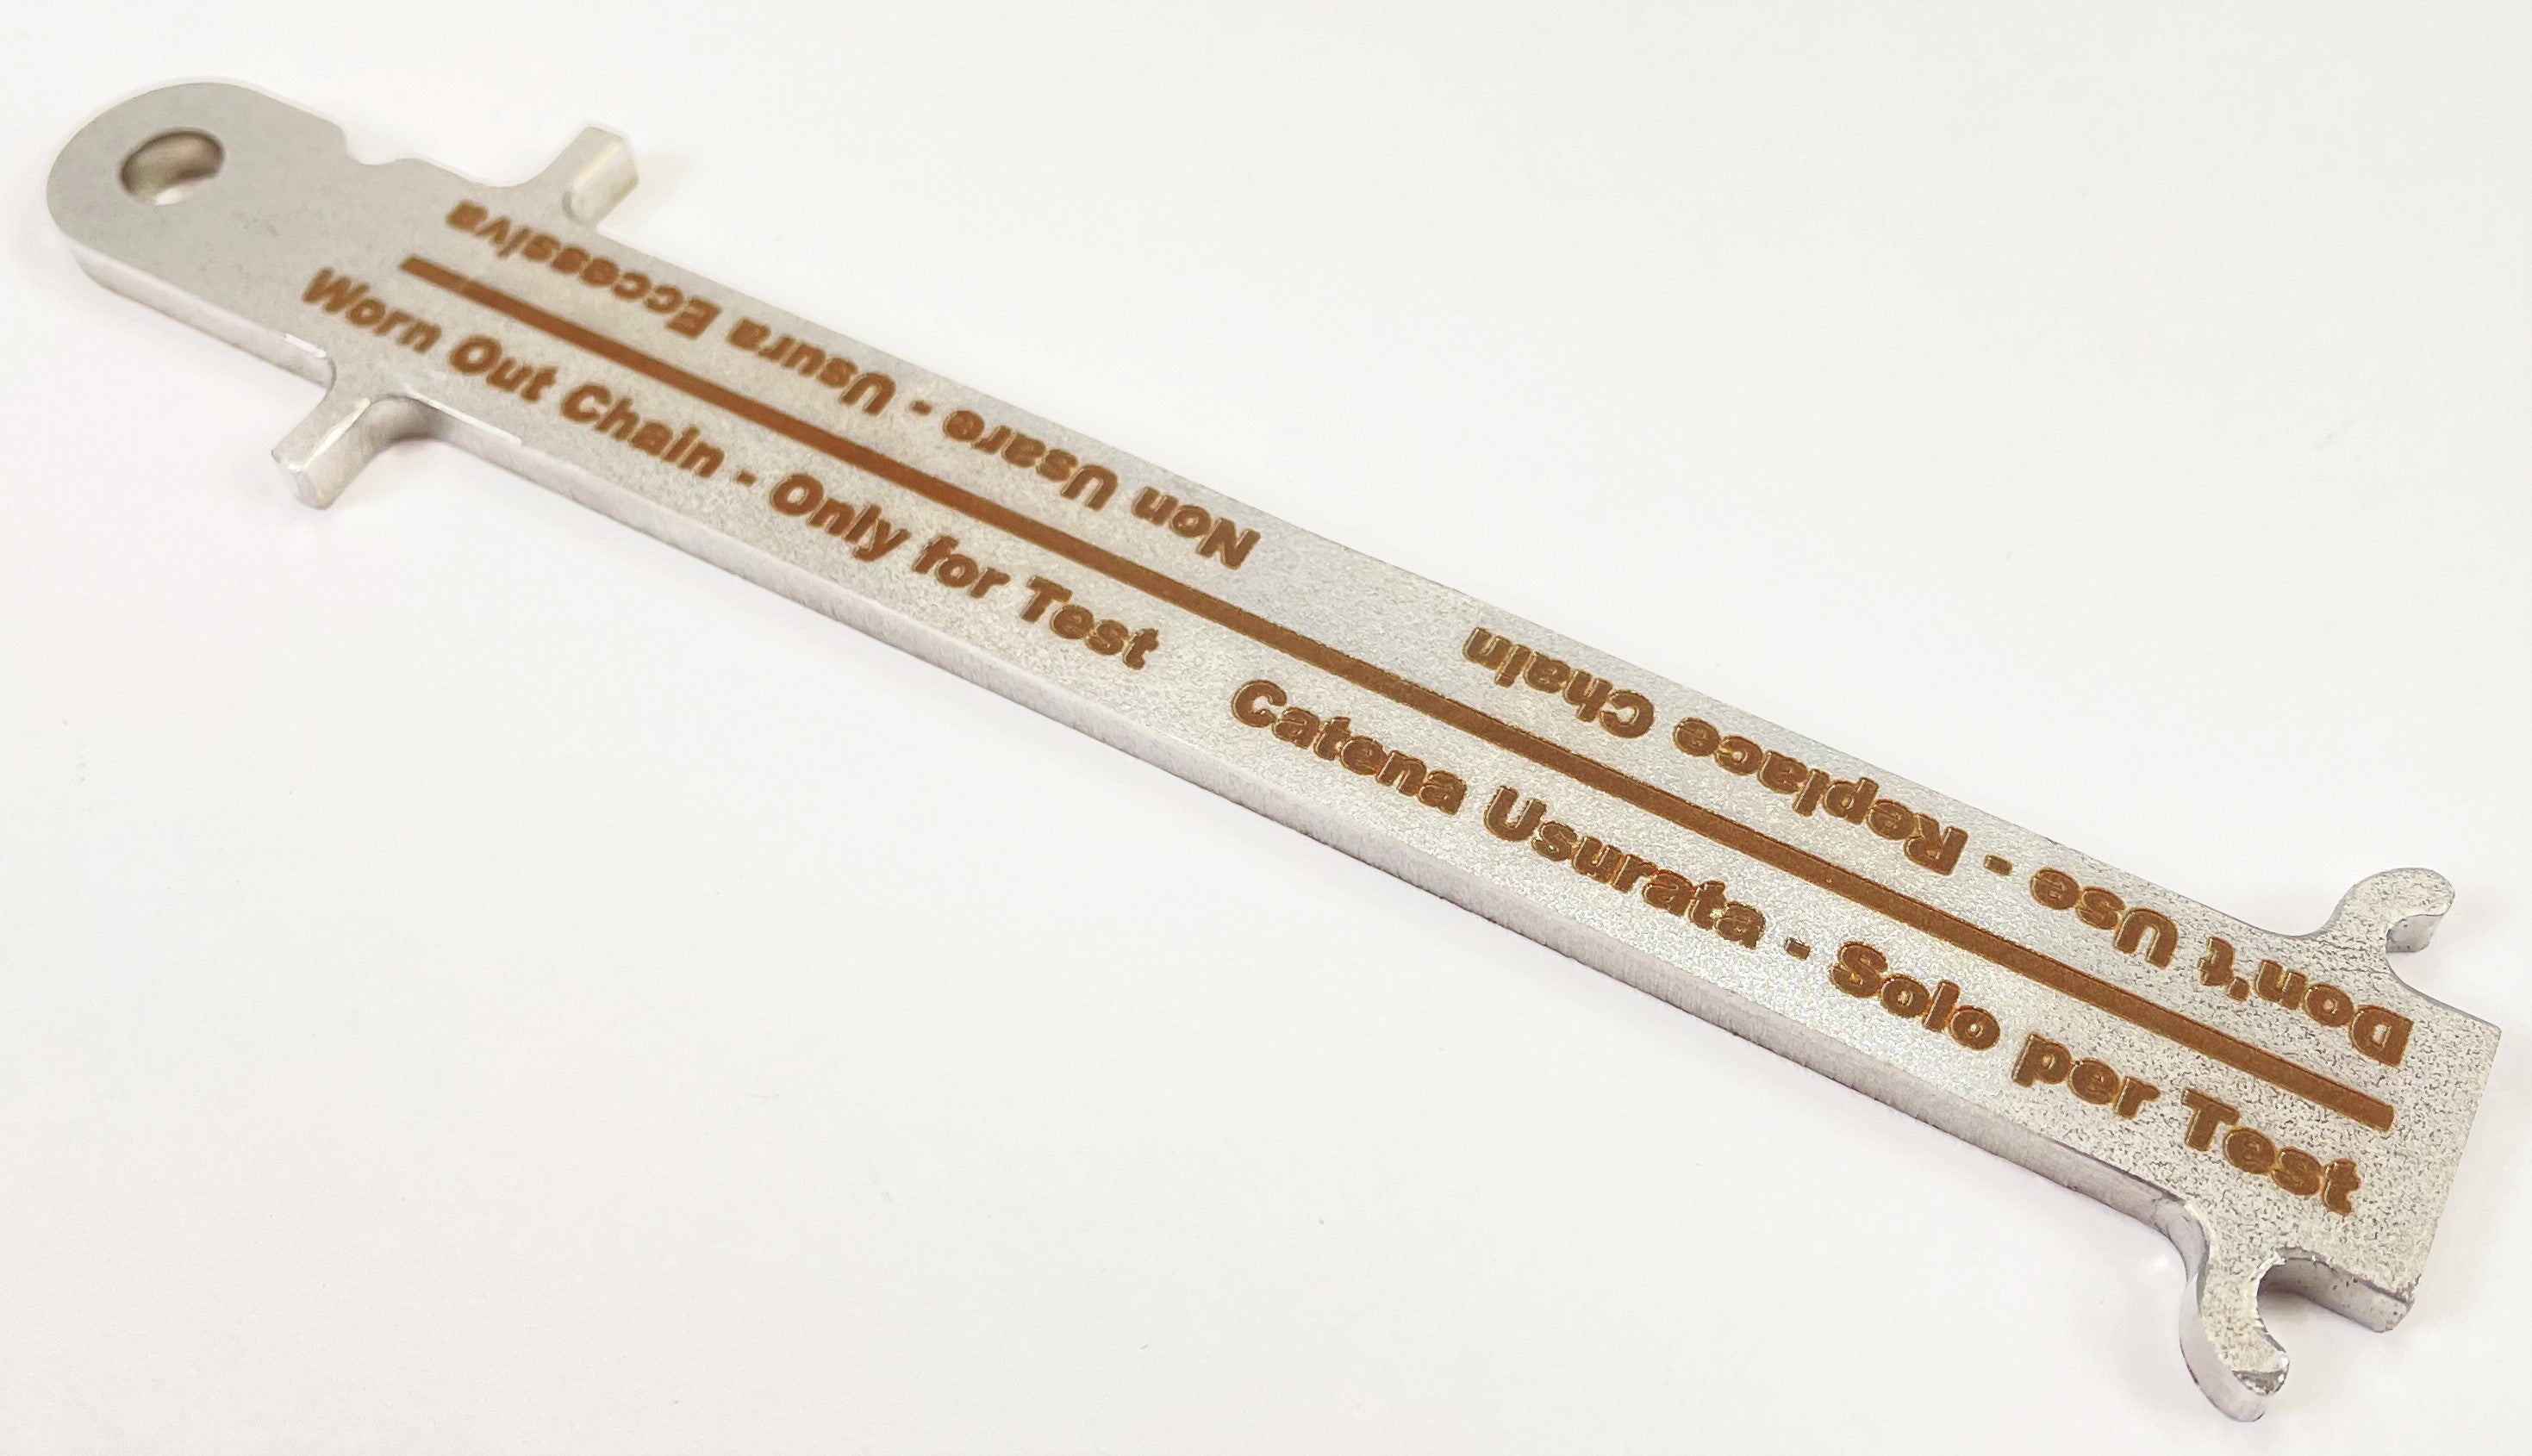 Worn Out Chain - Only for Test
Catena Usurata - Solo per Test
Don't Use - Replace Chain
Non Usare - Usura Eccessiva